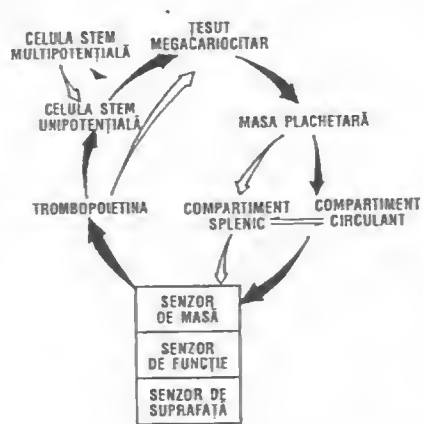 CELULA STEM
MULTIPOTENȚIALĂ
ȚESUT
MEGACARIOCITAR
CELULA STEM
UNIPOTENȚIALĂ
MASA PLACHETARĂ
TROMBOPOLETINA
COMPARTIMENT
SPLENIC
COMPARTIMENT
CIRCULANT
SENZOR
DE MASĂ
SENZOR
DE FUNCȚIE
SENZOR DE
SUPRAFAȚĂ